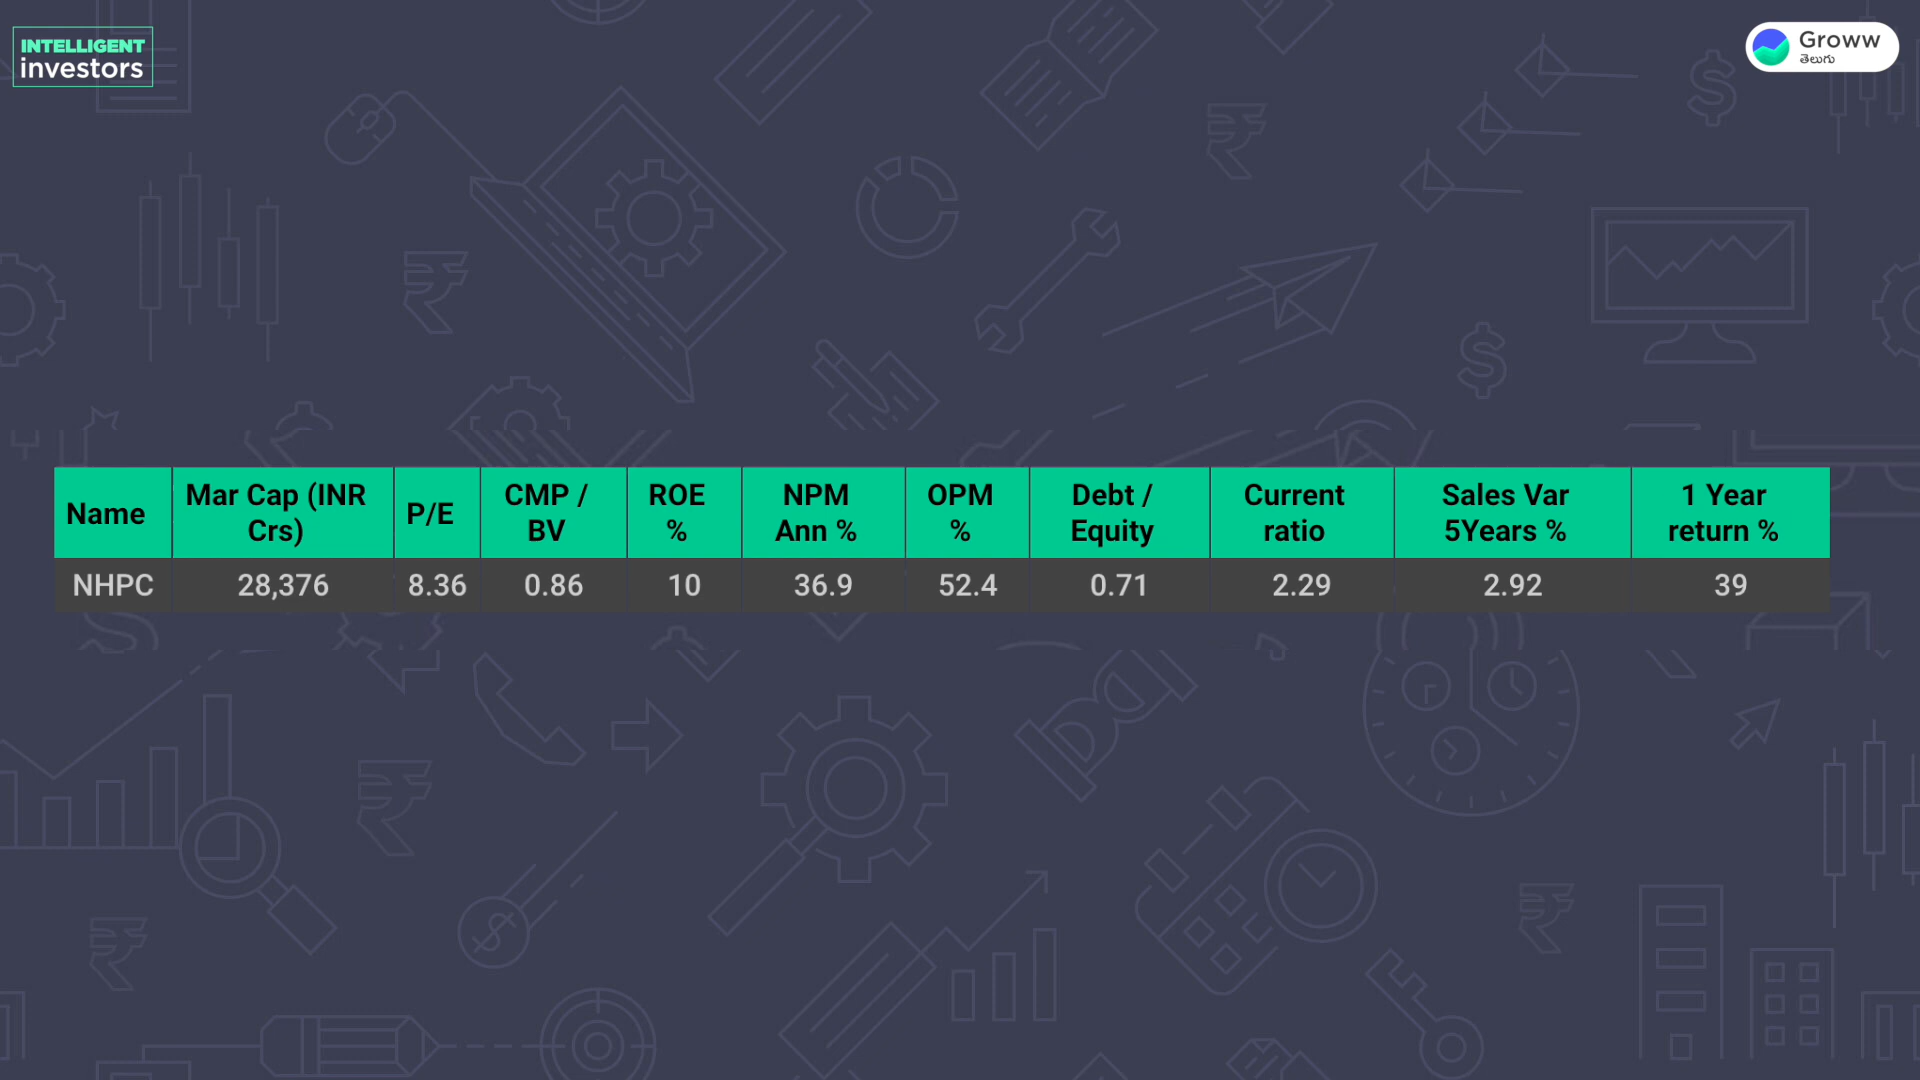 INTELLIGENT
investors
Groww
తెలుగు
Name
Mar Cap (INR
Crs)
P/E
CMP /
BV
ROE
%
NPM
Ann %
OPM
%
Debt /
Equity
Current
ratio
Sales Var
5Years %
1 Year
return %
NHPC 28,376 8.36 0.86 10 36.9 52.4 0.71 2.29 2.92 39